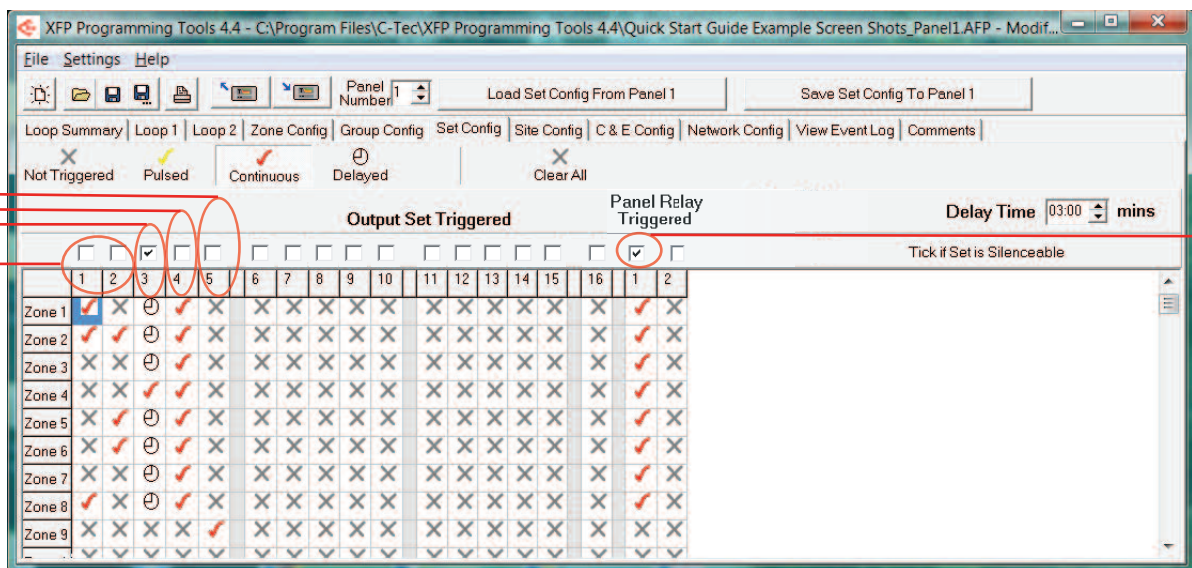 XFP Programming Tools 4.4 - C:\Program Files\C-Tec\XFP Programming Tools 4.4\Quick Start Guide Example Screen Shots_Panel1.AFP - Modif...
File Settings Help
Panel Number 1 Load Set Config From Panel 1 Save Set Config To Panel 1
Loop Summary Loop 1 Loop 2 Zone Config Group Config Set Config Site Config C & E Config Network Config View Event Log Comments
Not Triggered Pulsed Continuous Delayed Clear All
Output Set Triggered Panel Relay Triggered Delay Time 03:00 mins
Tick if Set is Silenceable
1 2 3 4 5 6 7 8 9 10 11 12 13 14 15 16 1 2
Zone 1
Zone 2
Zone 3
Zone 4
Zone 5
Zone 6
Zone 7
Zone 8
Zone 9